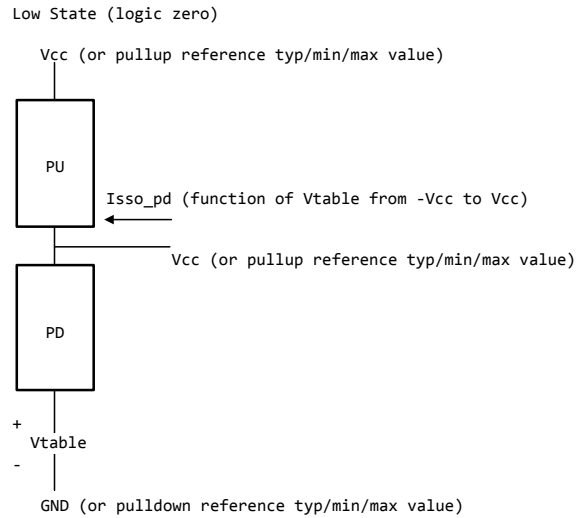 Low State (logic zero)
Vcc (or pullup reference typ/min/max value)
PU
Isso_pd (function of Vtable from -Vcc to Vcc)
Vcc (or pullup reference typ/min/max value)
PD
+
Vtable
-
GND (or pulldown reference typ/min/max value)